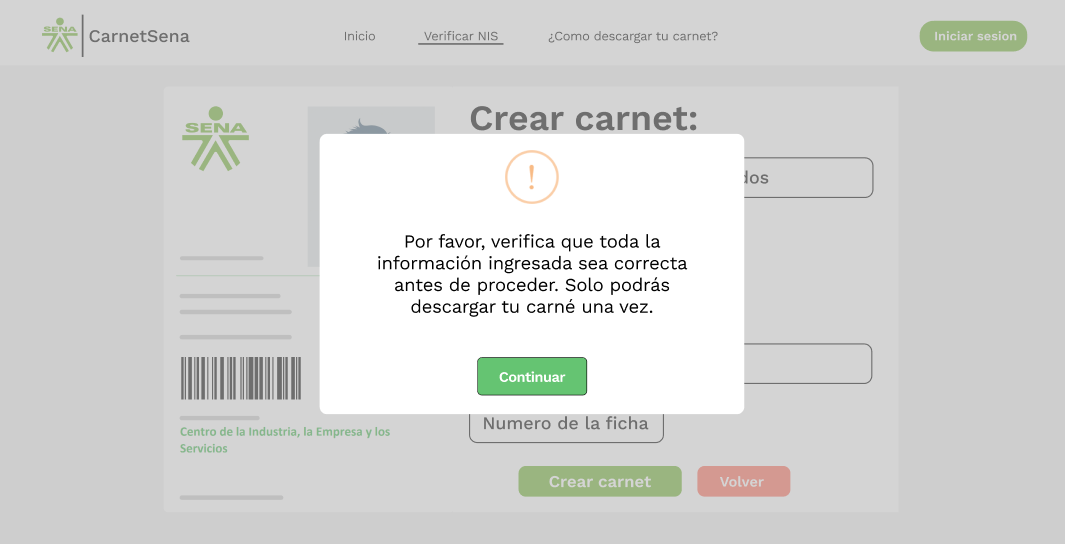 SENA
CarnetSena
Inicio
Verificar NIS
¿Como descargar tu carnet?
Iniciar sesion
SENA
Crear carnet:
dos
!
Por favor, verifica que toda la
información ingresada sea correcta
antes de proceder. Solo podrás
descargar tu carné una vez.
Continuar
Numero de la ficha
Centro de la Industria, la Empresa y los
Servicios
Crear carnet
Volver